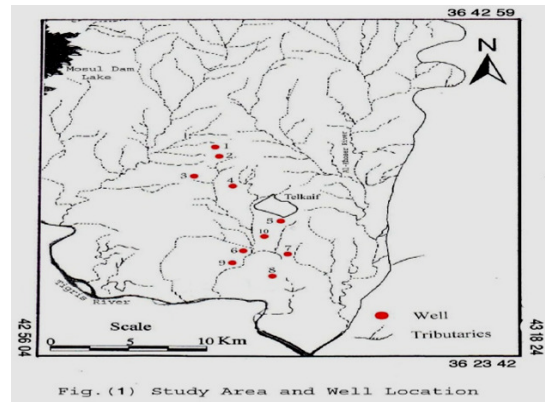 36 42 59
Mosul Dam
Lake
N
1
2
3
4
Telkaif
5
10
6
7
9
8
Tigris River
Well
Tributaries
Scale
0 5 10 Km
42 56 04
43 18 24
36 23 42
Fig.(1) Study Area and Well Location